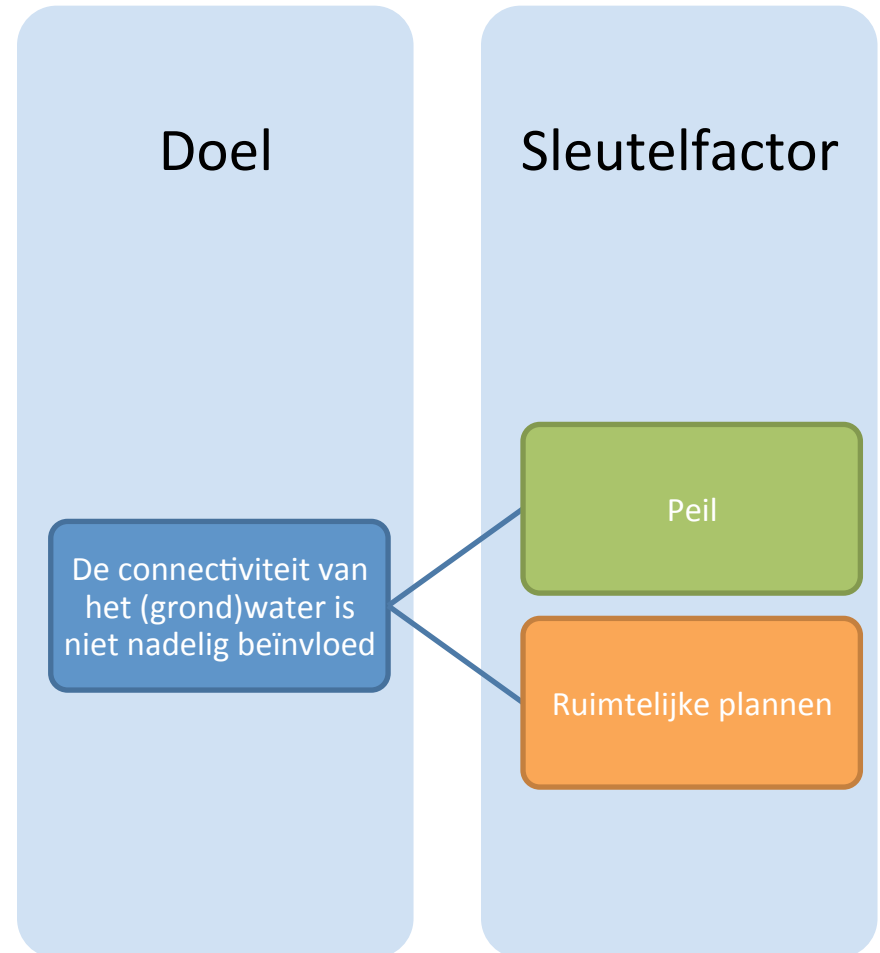 Doel
Sleutelfactor
De connectiviteit van
het (grond)water is
niet nadelig beïnvloed
Peil
Ruimtelijke plannen